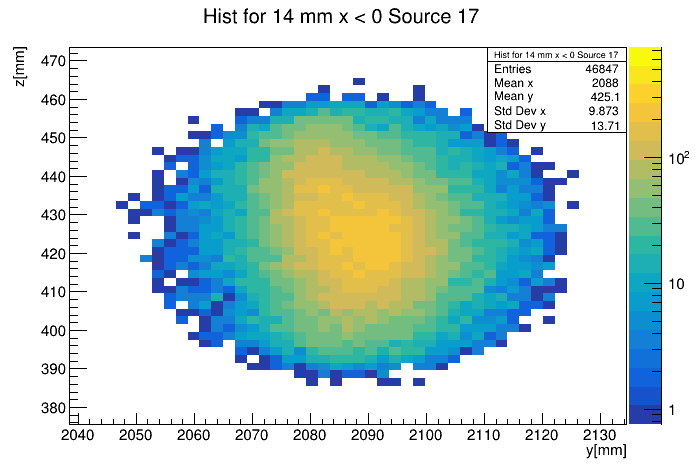 Hist for 14 mm x < 0 Source 17
z[mm]
Hist for 14 mm x < 0 Source 17
Entries 46847
Mean x 2088
Mean y 425.1
Std Dev x 9.873
Std Dev y 13.71
470
460
450
440
430
420
410
400
390
380
10²
10
1
2040 2050 2060 2070 2080 2090 2100 2110 2120 2130
y[mm]